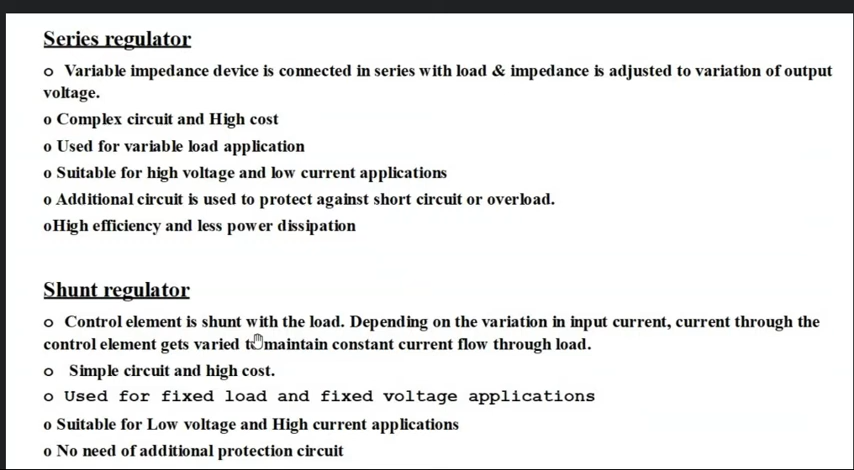 Series regulator
o Variable impedance device is connected in series with load & impedance is adjusted to variation of output
voltage.
o Complex circuit and High cost
o Used for variable load application
o Suitable for high voltage and low current applications
o Additional circuit is used to protect against short circuit or overload.
oHigh efficiency and less power dissipation
Shunt regulator
o Control element is shunt with the load. Depending on the variation in input current, current through the
control element gets varied to maintain constant current flow through load.
o Simple circuit and high cost.
o Used for fixed load and fixed voltage applications
o Suitable for Low voltage and High current applications
o No need of additional protection circuit